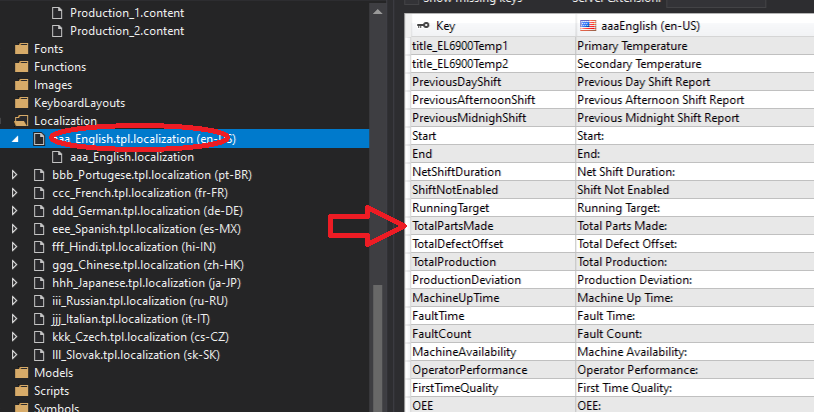 Production_1.content
Production_2.content
Fonts
Functions
Images
KeyboardLayouts
Localization
aaa_English.tpl.localization (en-US)
aaa_English.localization
bbb_Portugese.tpl.localization (pt-BR)
ccc_French.tpl.localization (fr-FR)
ddd_German.tpl.localization (de-DE)
eee_Spanish.tpl.localization (es-MX)
fff_Hindi.tpl.localization (hi-IN)
ggg_Chinese.tpl.localization (zh-HK)
hhh_Japanese.tpl.localization (ja-JP)
iii_Russian.tpl.localization (ru-RU)
jjj_Italian.tpl.localization (it-IT)
kkk_Czech.tpl.localization (cs-CZ)
lll_Slovak.tpl.localization (sk-SK)
Models
Scripts
Symbols
Show missing keys Server Extension:
Key aaaEnglish (en-US)
title_EL6900Temp1 Primary Temperature
title_EL6900Temp2 Secondary Temperature
PreviousDayShift Previous Day Shift Report
PreviousAfternoonShift Previous Afternoon Shift Report
PreviousMidnighShift Previous Midnight Shift Report
Start Start:
End End:
NetShiftDuration Net Shift Duration:
ShiftNotEnabled Shift Not Enabled
RunningTarget Running Target:
TotalPartsMade Total Parts Made:
TotalDefectOffset Total Defect Offset:
TotalProduction Total Production:
ProductionDeviation Production Deviation:
MachineUpTime Machine Up Time:
FaultTime Fault Time:
FaultCount Fault Count:
MachineAvailability Machine Availability:
OperatorPerformance Operator Performance:
FirstTimeQuality First Time Quality:
OEE OEE: